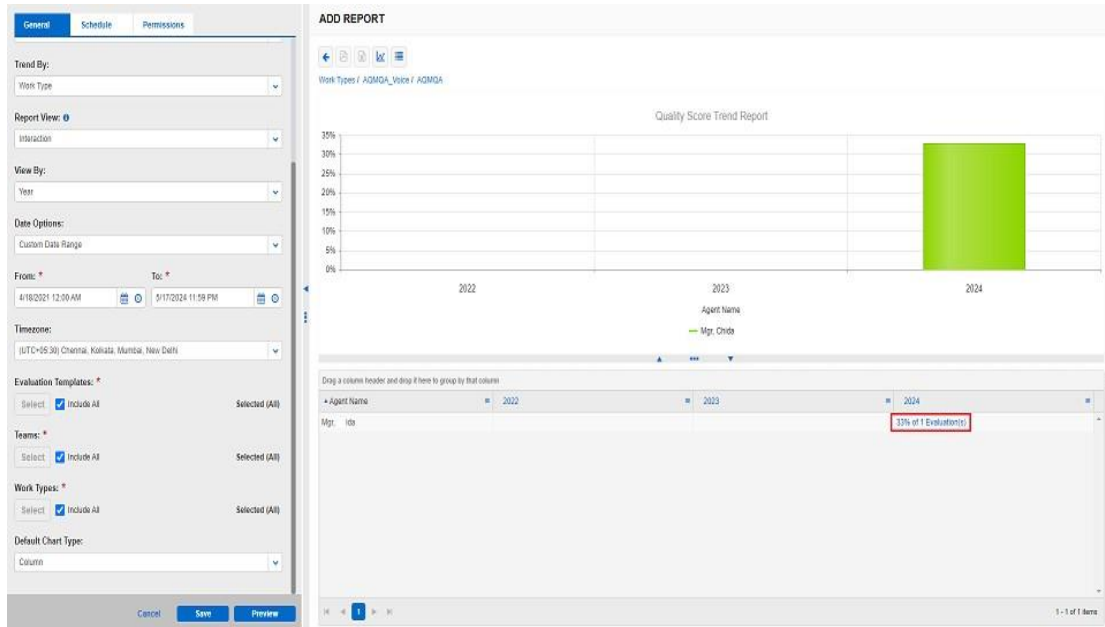 General Schedule Permissions
Trend By:
Work Type
Report View:
Interaction
View By:
Year
Date Options:
Custom Date Range
From: * To: *
4/18/2021 12:00 AM 5/17/2024 11:59 PM
Timezone:
(UTC+05:30) Chennai, Kolkata, Mumbai, New Delhi
Evaluation Templates: *
Select Include All Selected (All)
Teams: *
Select Include All Selected (All)
Work Types: *
Select Include All Selected (All)
Default Chart Type:
Column
Cancel Save Preview
ADD REPORT
Work Types / AQMQA_Voice / AQMQA
Quality Score Trend Report
35%
30%
25%
20%
15%
10%
5%
0%
2022 2023 2024
Agent Name
Mgr, Chida
Drag a column header and drop it here to group by that column
Agent Name 2022 2023 2024
Mgr, ida 33% of 1 Evaluation(s)
1 1 - 1 of 1 items